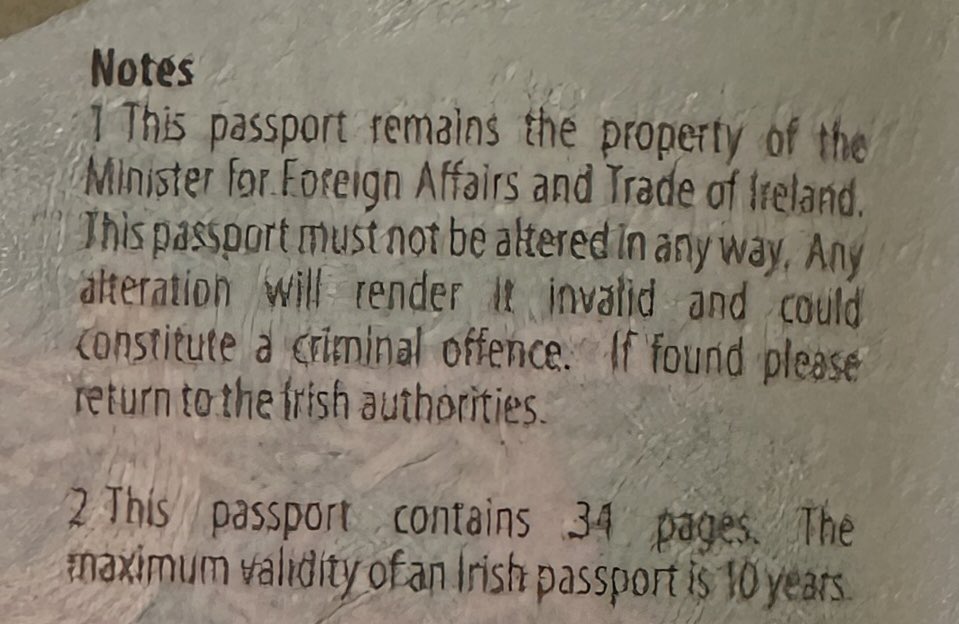 Notes
1 This passport remains the property of the
Minister for Foreign Affairs and Trade of Ireland.
This passport must not be altered in any way. Any
alteration will render it invalid and could
constitute a criminal offence. If found please
return to the Irish authorities.
2 This passport contains 34 pages. The
maximum validity of an Irish passport is 10 years.